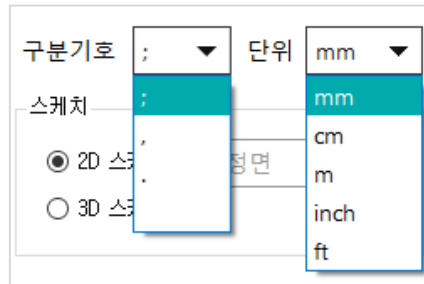 구분기호 ; 단위 mm
; mm
스케치
, cm
2D 스 정면 m
.
3D 스 inch
ft